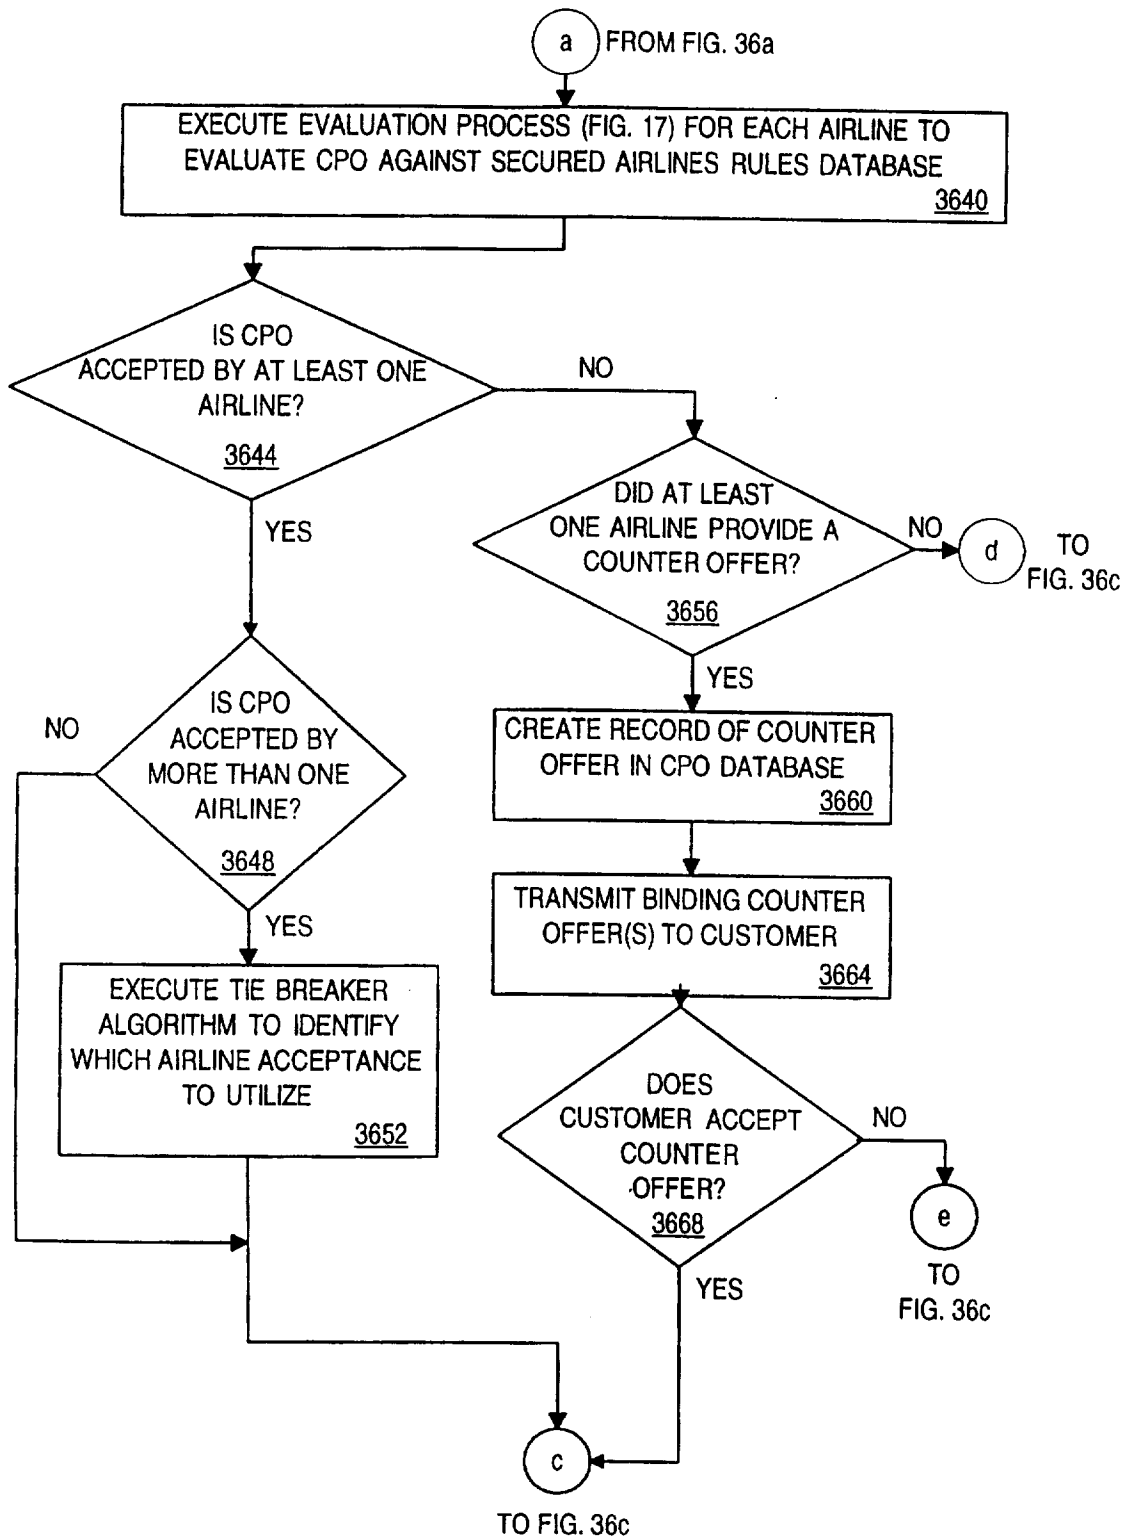 a
FROM FIG. 36a
EXECUTE EVALUATION PROCESS (FIG. 17) FOR EACH AIRLINE TO
EVALUATE CPO AGAINST SECURED AIRLINES RULES DATABASE
3640
IS CPO
ACCEPTED BY AT LEAST ONE
AIRLINE?
3644
NO
YES
DID AT LEAST
ONE AIRLINE PROVIDE A
COUNTER OFFER?
3656
NO
d
TO
FIG. 36c
YES
IS CPO
ACCEPTED BY
MORE THAN ONE
AIRLINE?
3648
NO
YES
CREATE RECORD OF COUNTER
OFFER IN CPO DATABASE
3660
TRANSMIT BINDING COUNTER
OFFER(S) TO CUSTOMER
3664
EXECUTE TIE BREAKER
ALGORITHM TO IDENTIFY
WHICH AIRLINE ACCEPTANCE
TO UTILIZE
3652
DOES
CUSTOMER ACCEPT
COUNTER
OFFER?
3668
NO
e
TO
FIG. 36c
YES
c
TO FIG. 36c